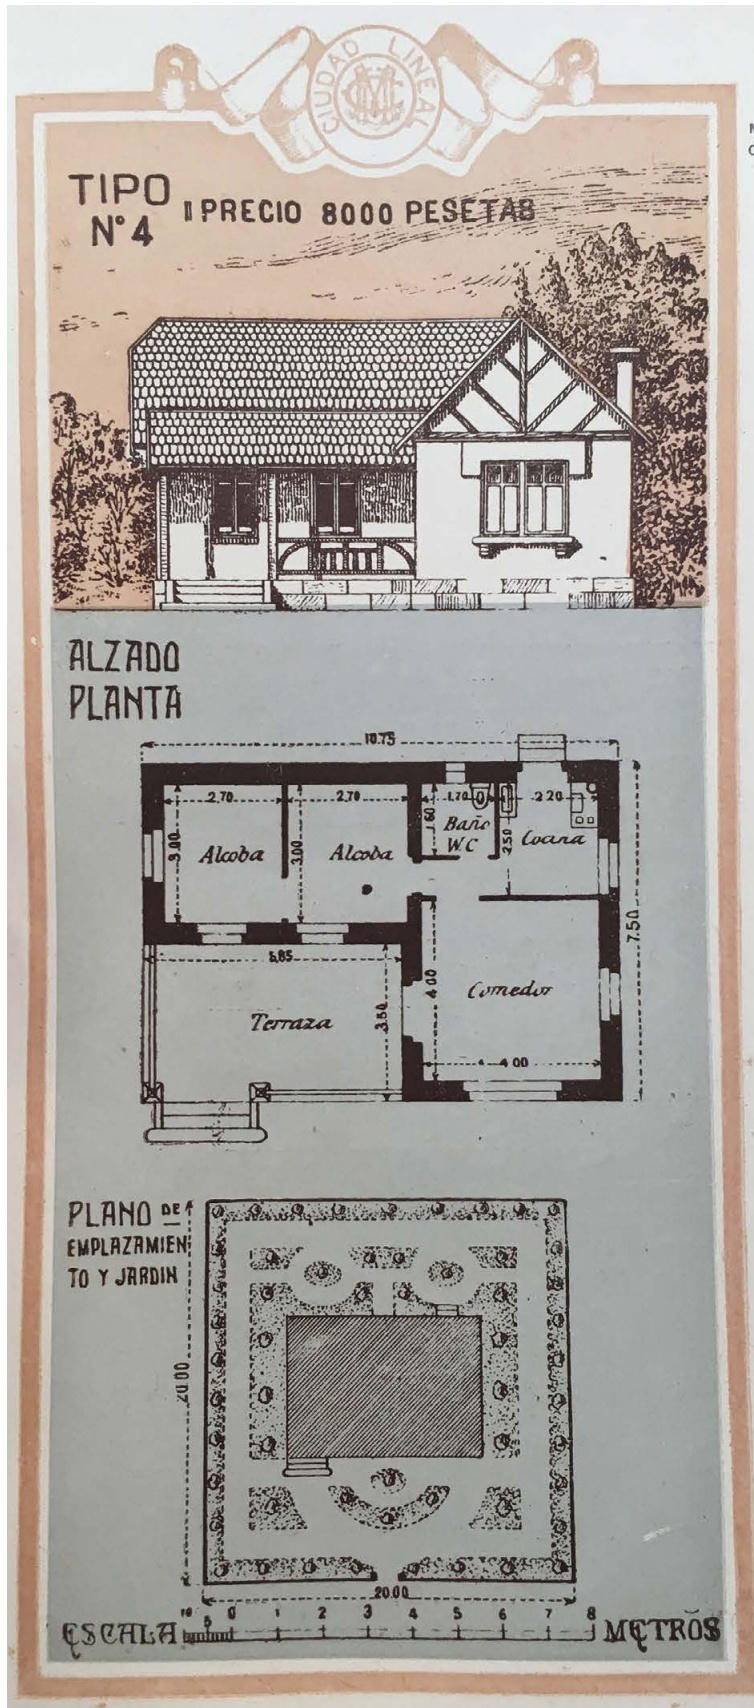 CIUDAD LINEAL
CMC
TIPO
Nº 4
PRECIO 8000 PESETAS
ALZADO
PLANTA
10.75
2,70
2,70
1,70
2.20
3.00
Alcoba
3.00
Alcoba
1.60
Baño
W.C
2.50
Cocina
7.50
5,85
4.00
Comedor
Terraza
3.50
4.00
PLANO DE
EMPLAZAMIEN
TO Y JARDIN
20.00
20.00
ESCALA 10 5 0 1 2 3 4 5 6 7 8 METROS